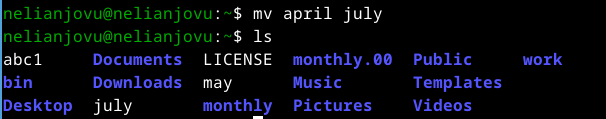 nelianjovu@nelianjovu:~$ mv april july
nelianjovu@nelianjovu:~$ ls
abc1 Documents LICENSE monthly.00 Public work
bin Downloads may Music Templates
Desktop july monthly Pictures Videos